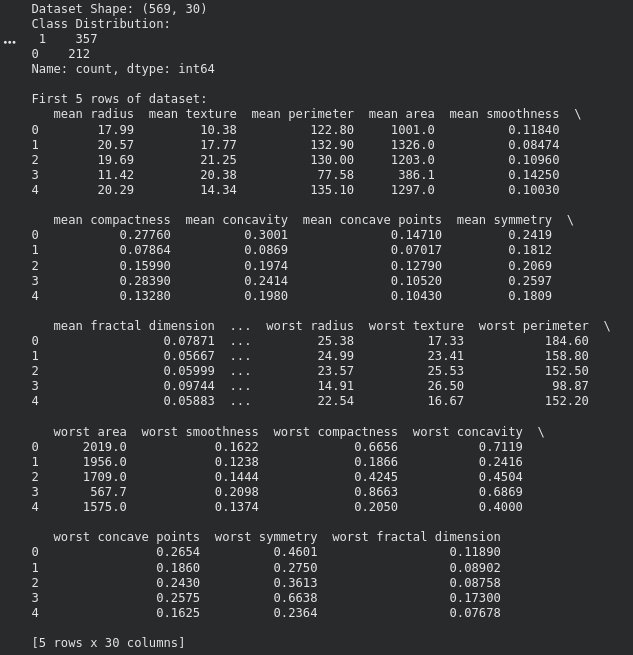 Dataset Shape: (569, 30)
Class Distribution:
1    357
0    212
Name: count, dtype: int64
First 5 rows of dataset:
   mean radius  mean texture  mean perimeter  mean area  mean smoothness  \
0        17.99         10.38          122.80     1001.0          0.11840
1        20.57         17.77          132.90     1326.0          0.08474
2        19.69         21.25          130.00     1203.0          0.10960
3        11.42         20.38           77.58      386.1          0.14250
4        20.29         14.34          135.10     1297.0          0.10030
   mean compactness  mean concavity  mean concave points  mean symmetry  \
0           0.27760          0.3001              0.14710         0.2419
1           0.07864          0.0869              0.07017         0.1812
2           0.15990          0.1974              0.12790         0.2069
3           0.28390          0.2414              0.10520         0.2597
4           0.13280          0.1980              0.10430         0.1809
   mean fractal dimension  ...  worst radius  worst texture  worst perimeter  \
0                 0.07871  ...         25.38          17.33           184.60
1                 0.05667  ...         24.99          23.41           158.80
2                 0.05999  ...         23.57          25.53           152.50
3                 0.09744  ...         14.91          26.50            98.87
4                 0.05883  ...         22.54          16.67           152.20
   worst area  worst smoothness  worst compactness  worst concavity  \
0      2019.0            0.1622             0.6656           0.7119
1      1956.0            0.1238             0.1866           0.2416
2      1709.0            0.1444             0.4245           0.4504
3       567.7            0.2098             0.8663           0.6869
4      1575.0            0.1374             0.2050           0.4000
   worst concave points  worst symmetry  worst fractal dimension
0                0.2654          0.4601                  0.11890
1                0.1860          0.2750                  0.08902
2                0.2430          0.3613                  0.08758
3                0.2575          0.6638                  0.17300
4                0.1625          0.2364                  0.07678
[5 rows x 30 columns]